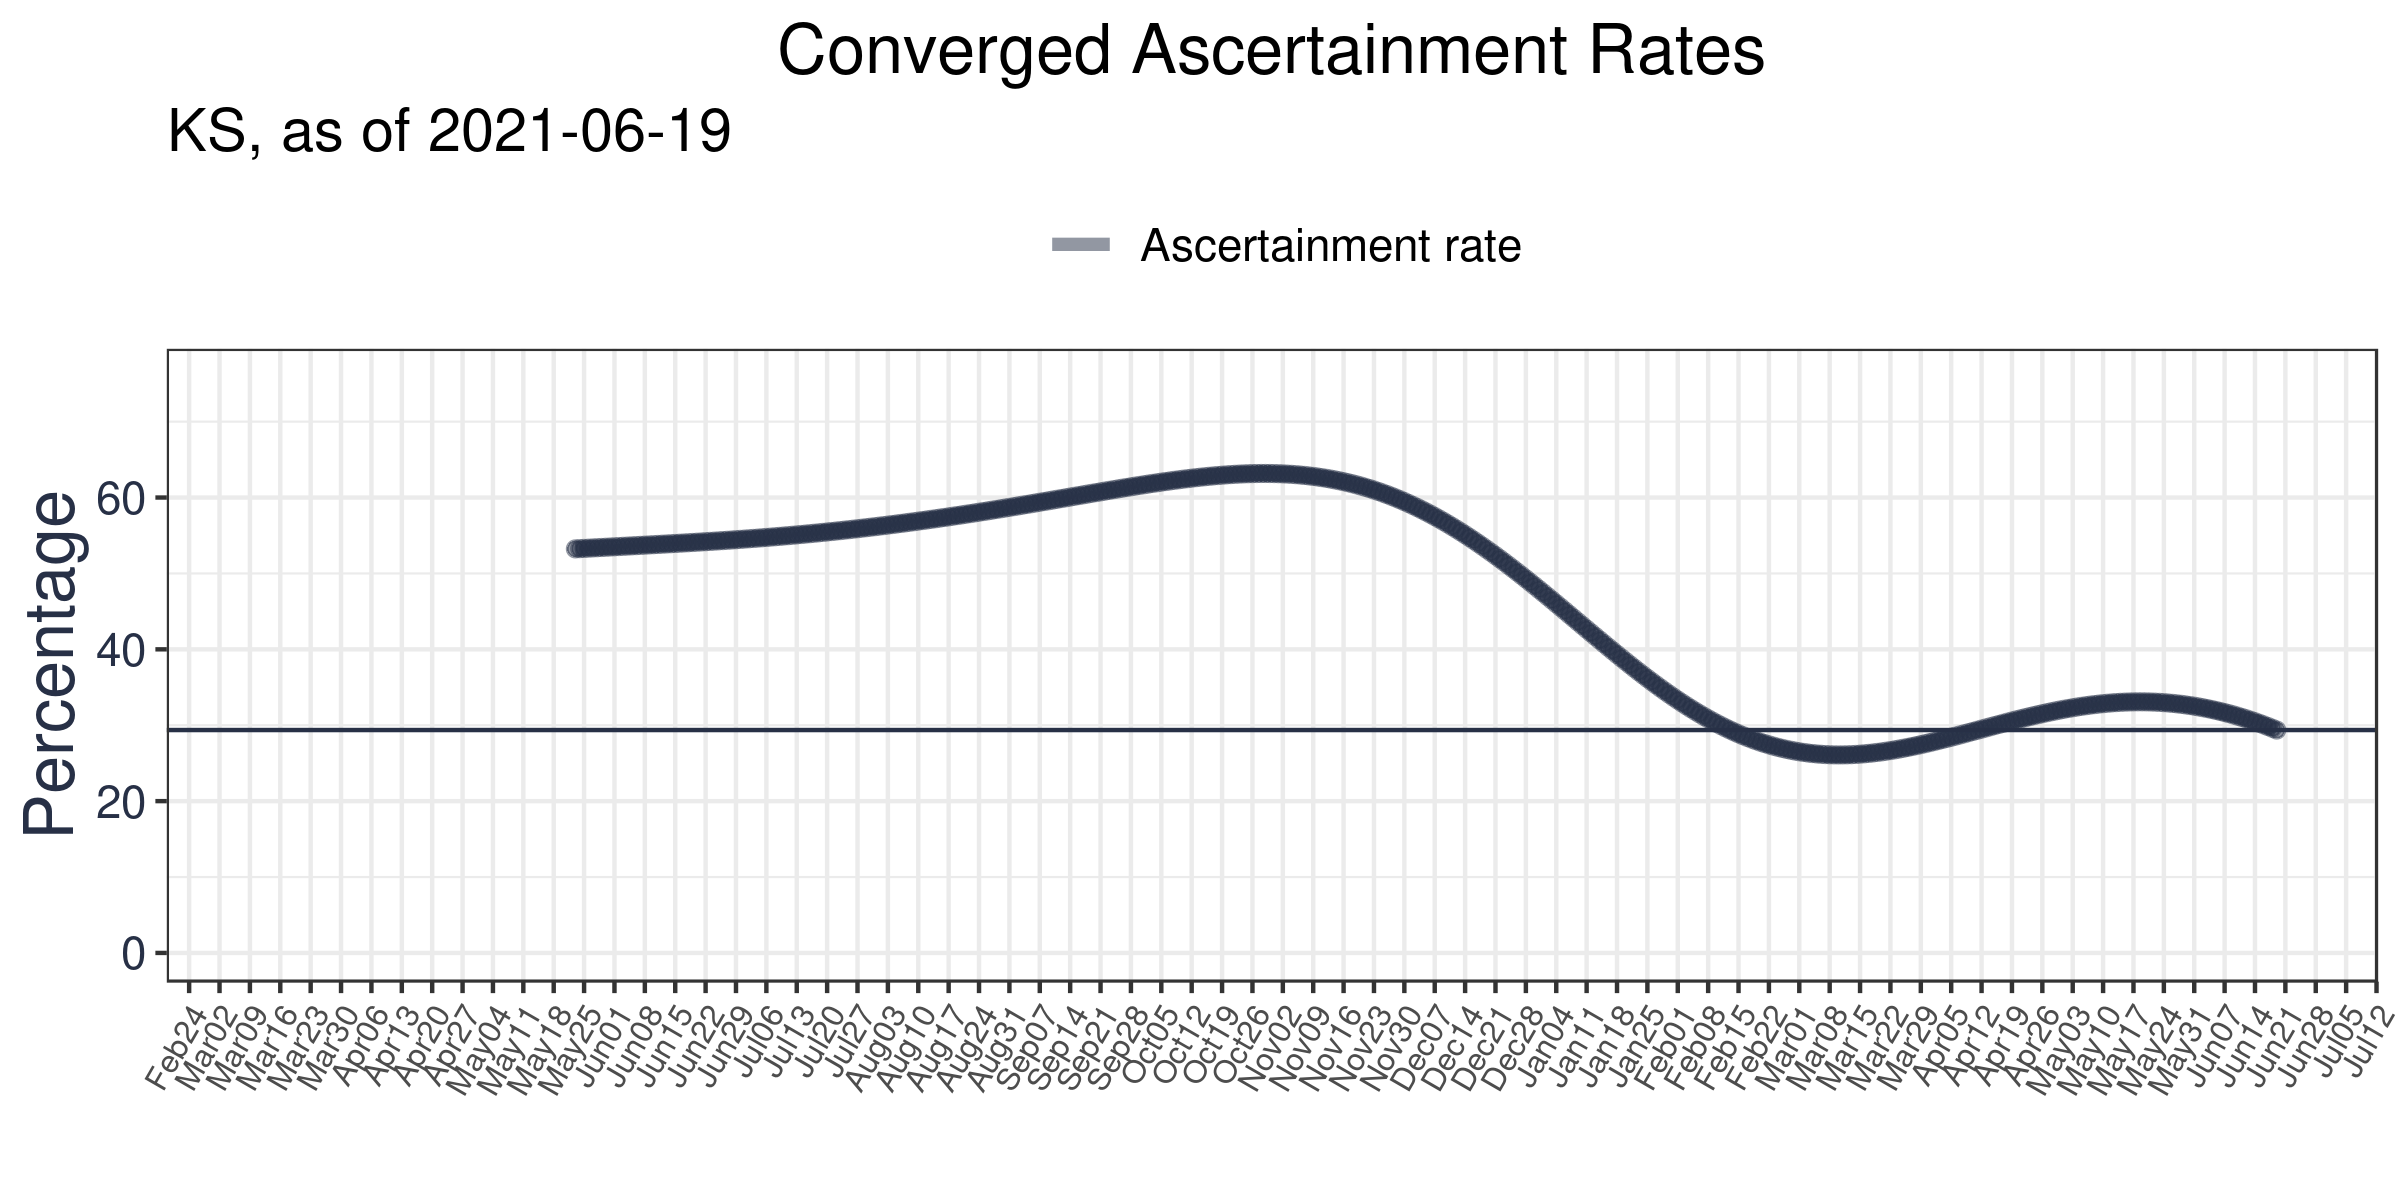 Converged Ascertainment Rates
KS, as of 2021-06-19
Ascertainment rate
Percentage
60
40
20
0
Feb24
Mar02
Mar09
Mar16
Mar23
Mar30
Apr06
Apr13
Apr20
Apr27
May04
May11
May18
May25
Jun01
Jun08
Jun15
Jun22
Jun29
Jul06
Jul13
Jul20
Jul27
Aug03
Aug10
Aug17
Aug24
Aug31
Sep07
Sep14
Sep21
Sep28
Oct05
Oct12
Oct19
Oct26
Nov02
Nov09
Nov16
Nov23
Nov30
Dec07
Dec14
Dec21
Dec28
Jan04
Jan11
Jan18
Jan25
Feb01
Feb08
Feb15
Feb22
Mar01
Mar08
Mar15
Mar22
Mar29
Apr05
Apr12
Apr19
Apr26
May03
May10
May17
May24
May31
Jun07
Jun14
Jun21
Jun28
Jul05
Jul12